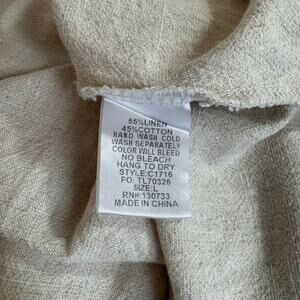 55%LINEN
45%COTTON
HAND WASH COLD
WASH SEPARATELY
COLOR WILL BLEED
NO BLEACH
HANG TO DRY
STYLE:C1716
PO: TL70326
SIZE:L
RN#:130733
MADE IN CHINA